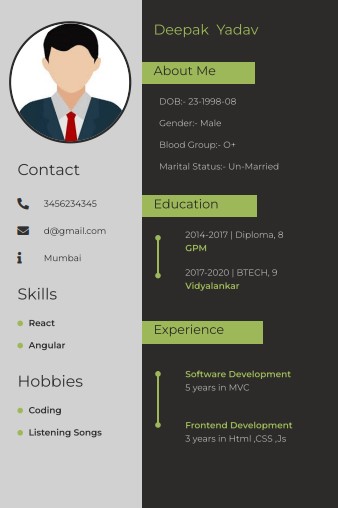 Deepak Yadav
About Me
DOB:- 23-1998-08
Gender:- Male
Blood Group:- O+
Marital Status:- Un-Married
Education
2014-2017 | Diploma, 8
GPM
2017-2020 | BTECH, 9
Vidyalankar
Experience
Software Development
5 years in MVC
Frontend Development
3 years in Html ,CSS ,Js
Contact
3456234345
d@gmail.com
Mumbai
Skills
React
Angular
Hobbies
Coding
Listening Songs